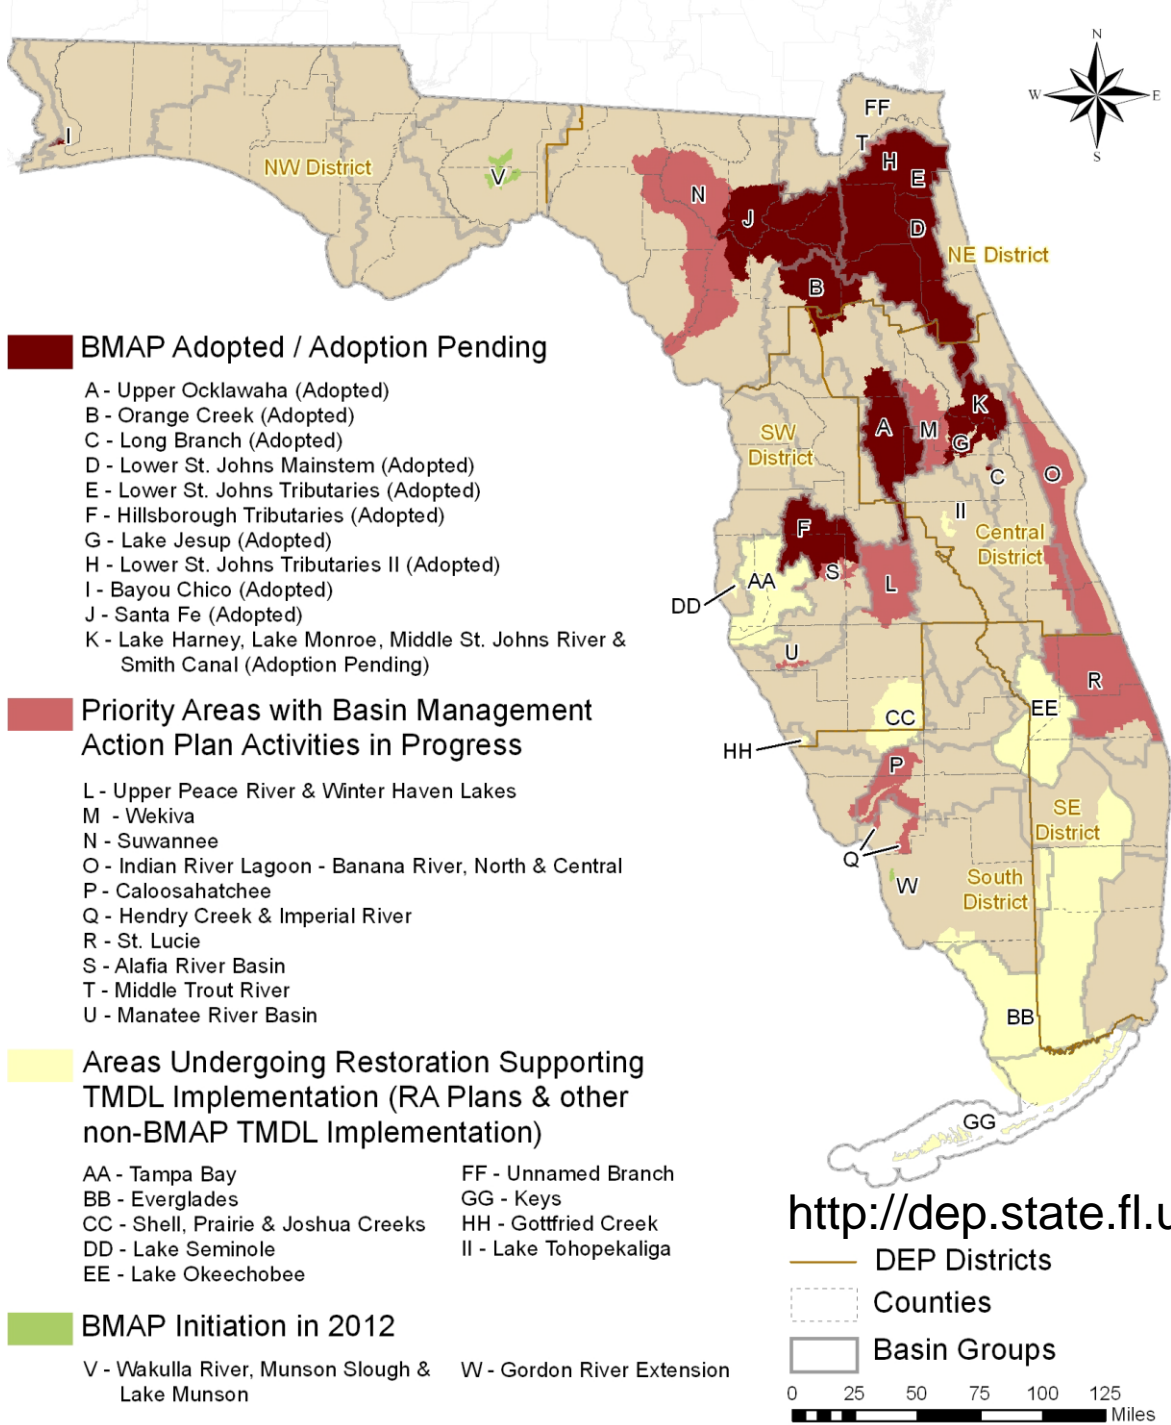 N
W
E
S
FF
T
H
E
I
NW District
V
N
J
D
NE District
B
BMAP Adopted / Adoption Pending
A - Upper Ocklawaha (Adopted)
B - Orange Creek (Adopted)
C - Long Branch (Adopted)
D - Lower St. Johns Mainstem (Adopted)
E - Lower St. Johns Tributaries (Adopted)
F - Hillsborough Tributaries (Adopted)
G - Lake Jesup (Adopted)
H - Lower St. Johns Tributaries II (Adopted)
I - Bayou Chico (Adopted)
J - Santa Fe (Adopted)
K - Lake Harney, Lake Monroe, Middle St. Johns River &
Smith Canal (Adoption Pending)
K
A
M
SW
District
G
O
C
II
F
Central
District
AA
S
L
DD
U
R
EE
CC
HH
P
SE
District
Q
W
South
District
BB
GG
Priority Areas with Basin Management
Action Plan Activities in Progress
L - Upper Peace River & Winter Haven Lakes
M - Wekiva
N - Suwannee
O - Indian River Lagoon - Banana River, North & Central
P - Caloosahatchee
Q - Hendry Creek & Imperial River
R - St. Lucie
S - Alafia River Basin
T - Middle Trout River
U - Manatee River Basin
Areas Undergoing Restoration Supporting
TMDL Implementation (RA Plans & other
non-BMAP TMDL Implementation)
AA - Tampa Bay
BB - Everglades
CC - Shell, Prairie & Joshua Creeks
DD - Lake Seminole
EE - Lake Okeechobee
FF - Unnamed Branch
GG - Keys
HH - Gottfried Creek
II - Lake Tohopekaliga
BMAP Initiation in 2012
V - Wakulla River, Munson Slough &
Lake Munson
W - Gordon River Extension
http://dep.state.fl.u
DEP Districts
Counties
Basin Groups
0 25 50 75 100 125
Miles